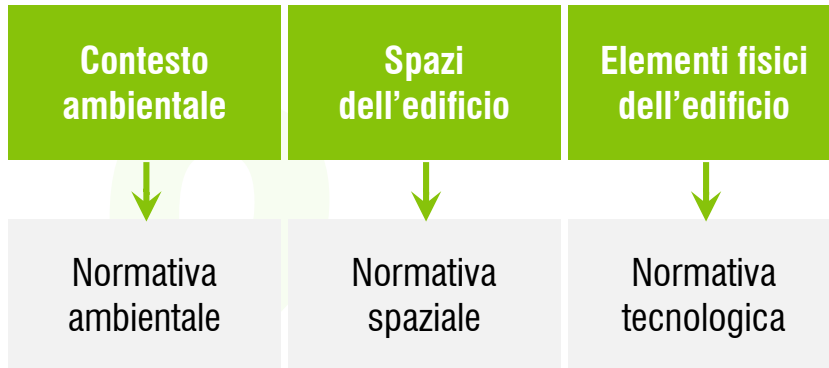 Contesto
ambientale
Spazi
dell’edificio
Elementi fisici
dell’edificio
Normativa
ambientale
Normativa
spaziale
Normativa
tecnologica